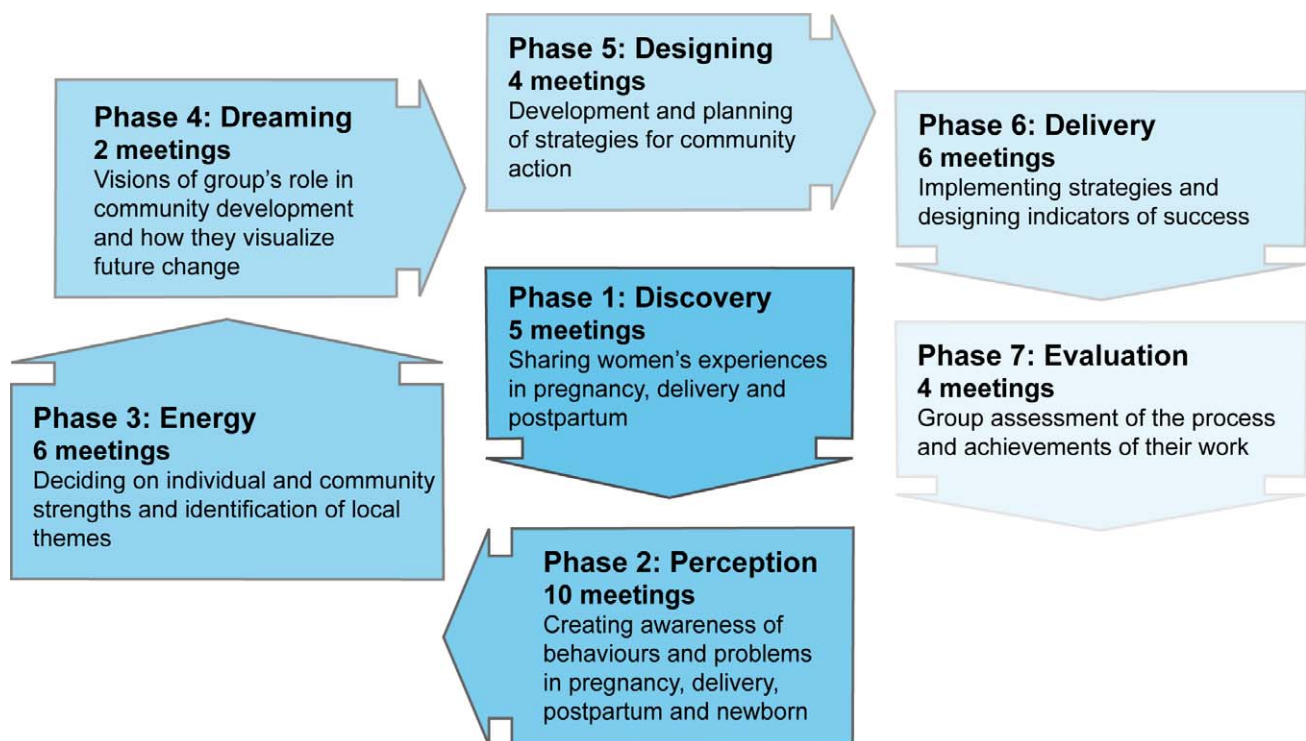 Phase 1: Discovery
5 meetings
Sharing women’s experiences
in pregnancy, delivery and
postpartum
Phase 2: Perception
10 meetings
Creating awareness of
behaviours and problems
in pregnancy, delivery,
postpartum and newborn
Phase 3: Energy
6 meetings
Deciding on individual and community
strengths and identification of local
themes
Phase 4: Dreaming
2 meetings
Visions of group’s role in
community development
and how they visualize
future change
Phase 5: Designing
4 meetings
Development and planning
of strategies for community
action
Phase 6: Delivery
6 meetings
Implementing strategies and
designing indicators of success
Phase 7: Evaluation
4 meetings
Group assessment of the process
and achievements of their work